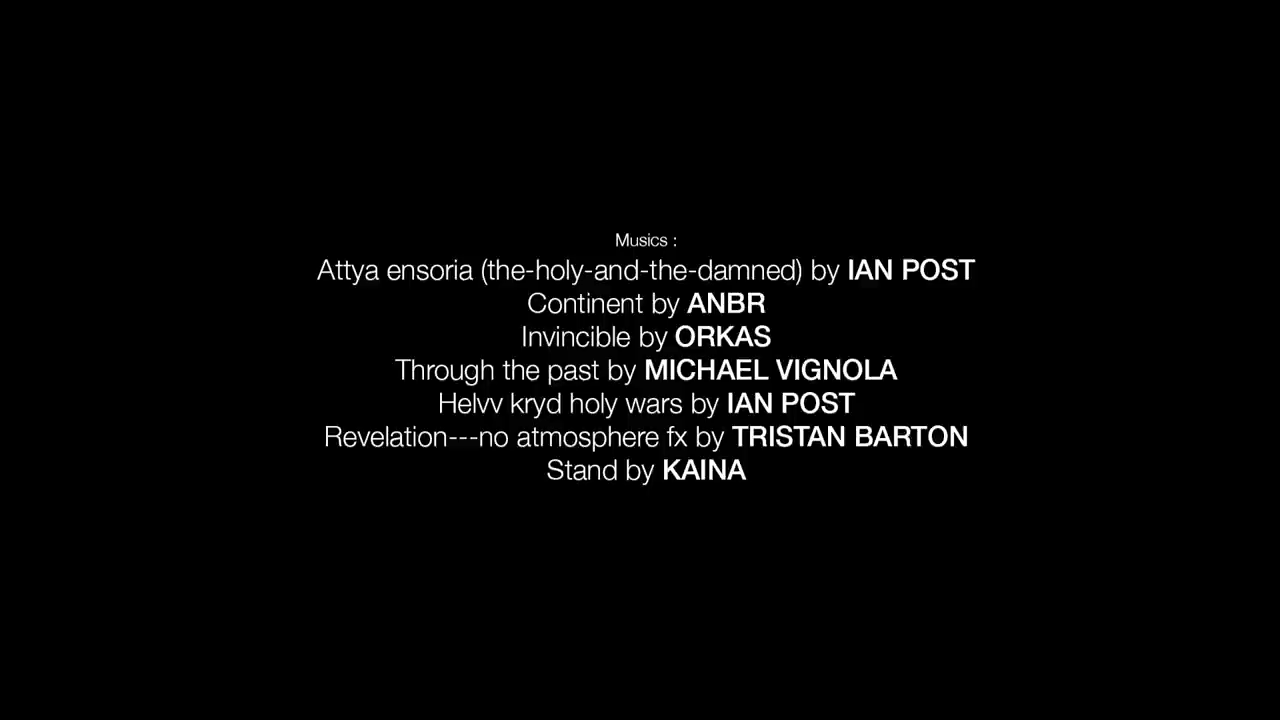 Musics :
Attya ensoria (the-holy-and-the-damned) by IAN POST
Continent by ANBR
Invincible by ORKAS
Through the past by MICHAEL VIGNOLA
Helvv kryd holy wars by IAN POST
Revelation---no atmosphere fx by TRISTAN BARTON
Stand by KAINA